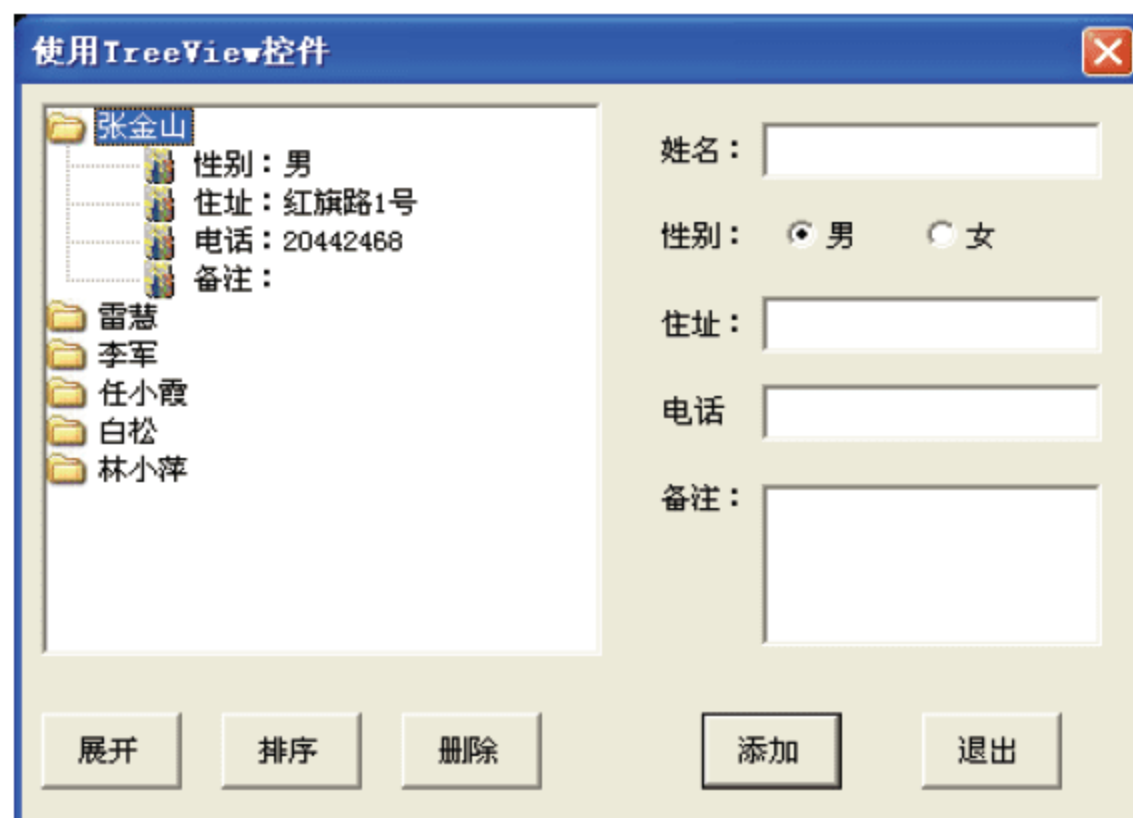 使用TreeView控件
张金山
性别：男
住址：红旗路1号
电话：20442468
备注：
雷慧
李军
任小霞
白松
林小萍
姓名：
性别： 男 女
住址：
电话
备注：
展开 排序 删除 添加 退出